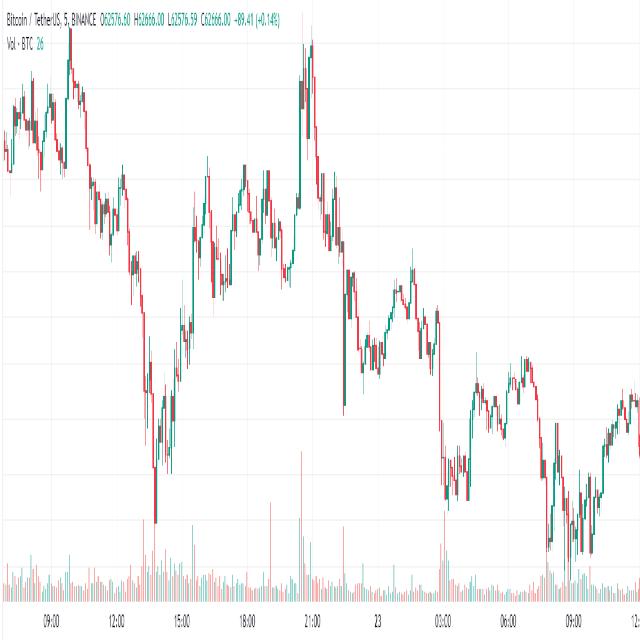 Bitcoin / TetherUS, 5, BINANCE O62576.60 H62666.00 L62576.59 C62666.00 +89.41 (+0.14%)
Vol · BTC 26
09:00 12:00 15:00 18:00 21:00 23 03:00 06:00 09:00 12: